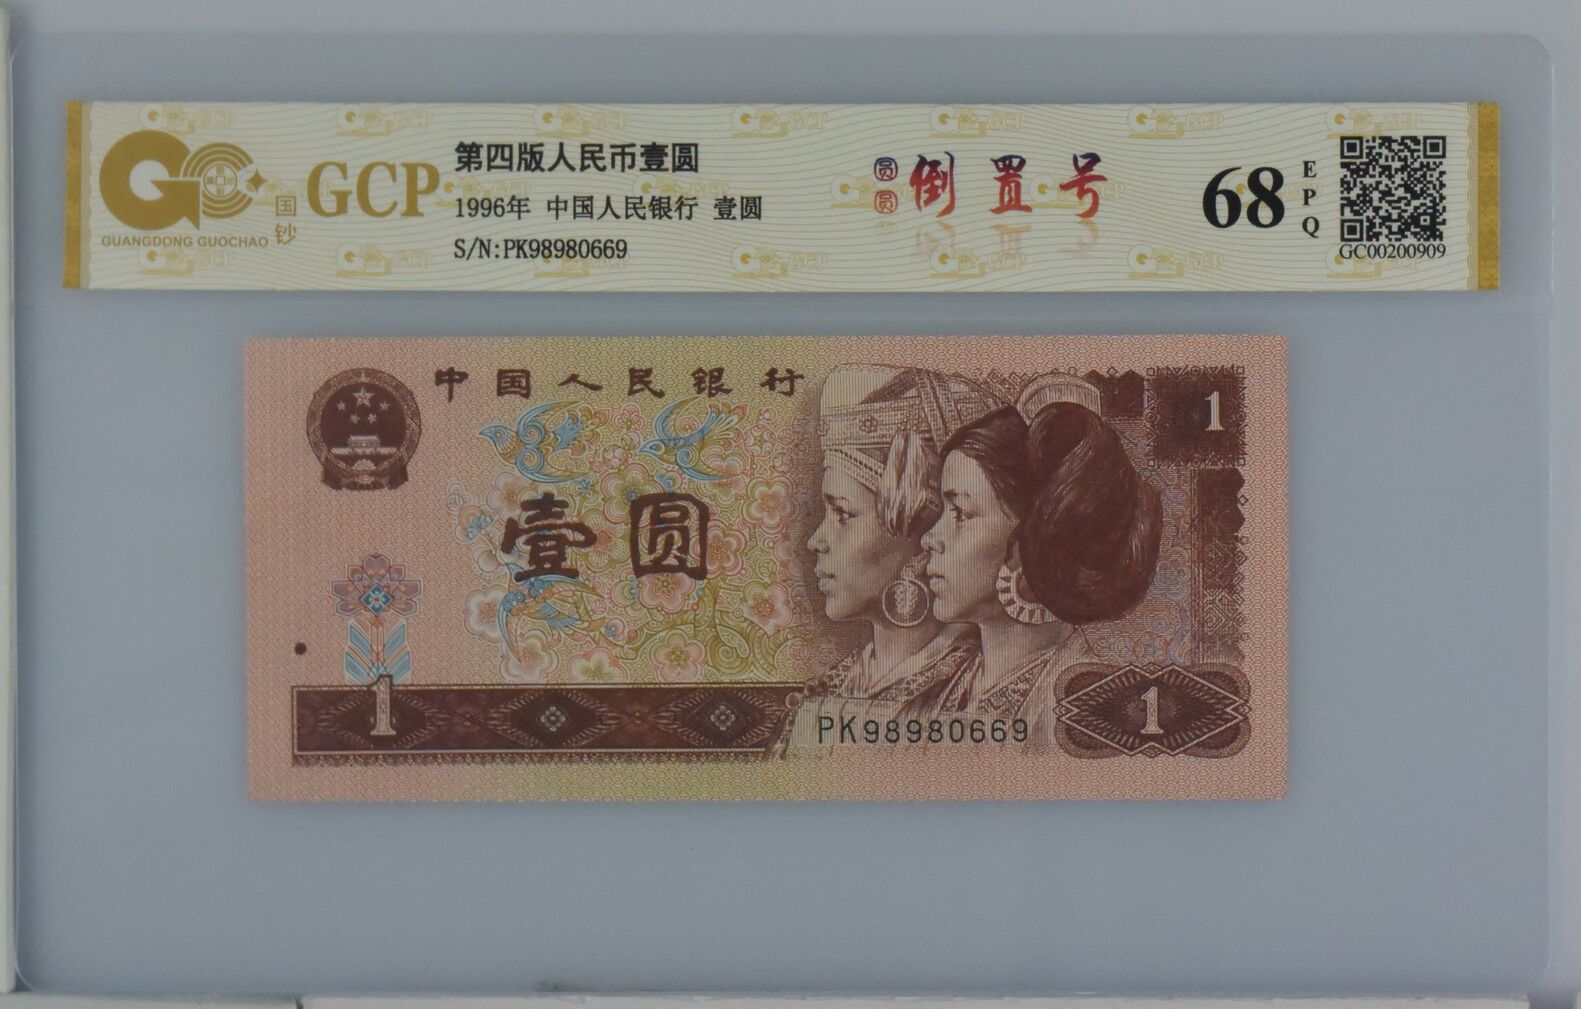 GUANGDONG GUOCHAO
国钞
GCP
第四版人民币壹圆
1996年 中国人民银行 壹圆
S/N:PK98980669
圆圆
倒置号
68
EPQ
GC00200909
中国人民银行
1
壹圆
1
PK98980669
1